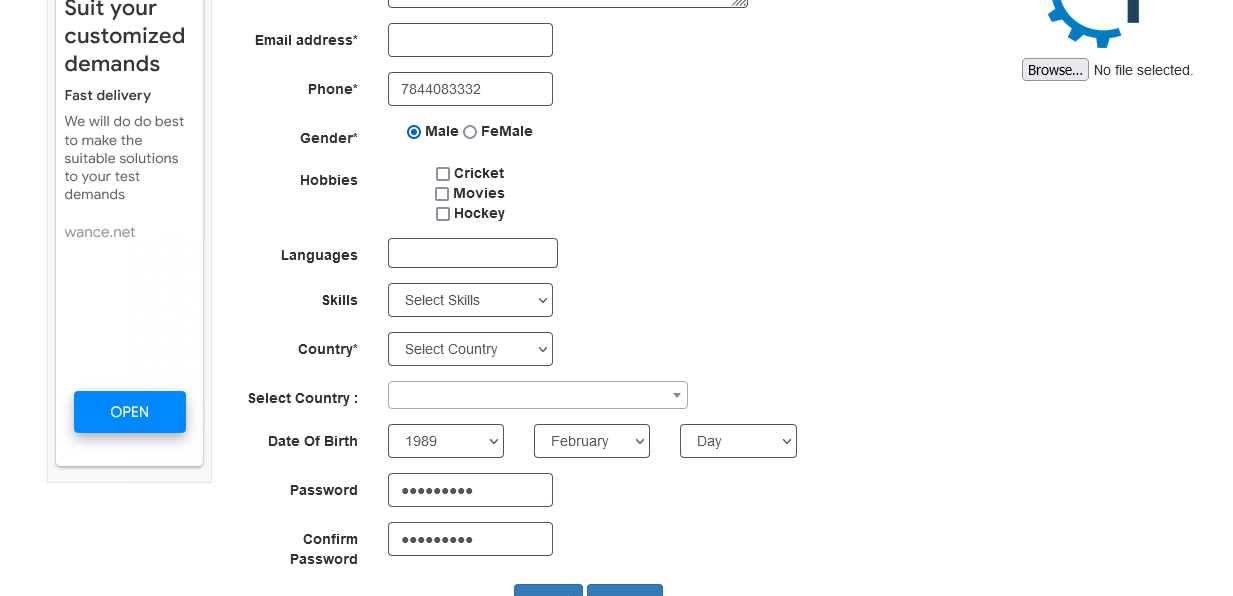 Suit your
customized
demands
Fast delivery
We will do do best
to make the
suitable solutions
to your test
demands
wance.net
OPEN
Email address*
Phone* 7844083332
Gender* Male FeMale
Hobbies Cricket
Movies
Hockey
Languages
Skills Select Skills
Country* Select Country
Select Country :
Date Of Birth 1989 February Day
Password •••••••••
Confirm •••••••••
Password
Browse... No file selected.